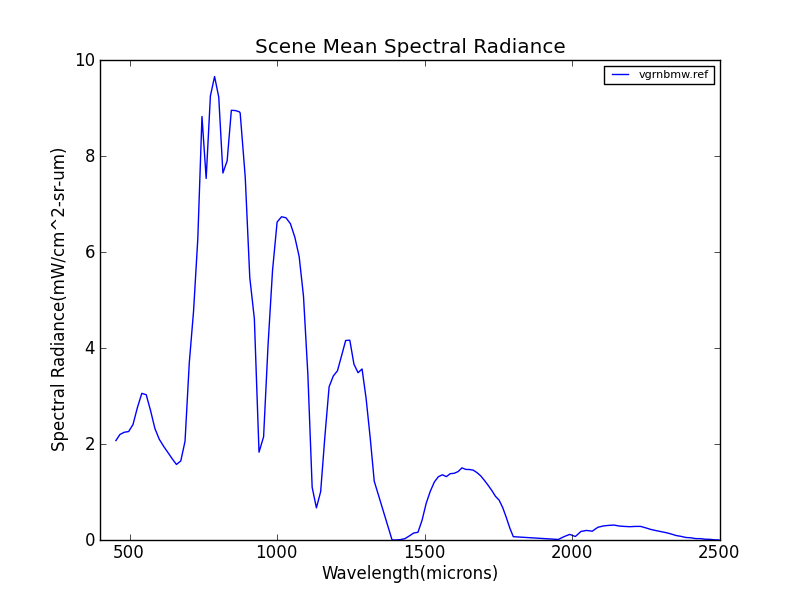 Scene Mean Spectral Radiance
vgrnbmw.ref
10
8
6
4
2
0
Spectral Radiance(mW/cm^2-sr-um)
500
1000
1500
2000
2500
Wavelength(microns)